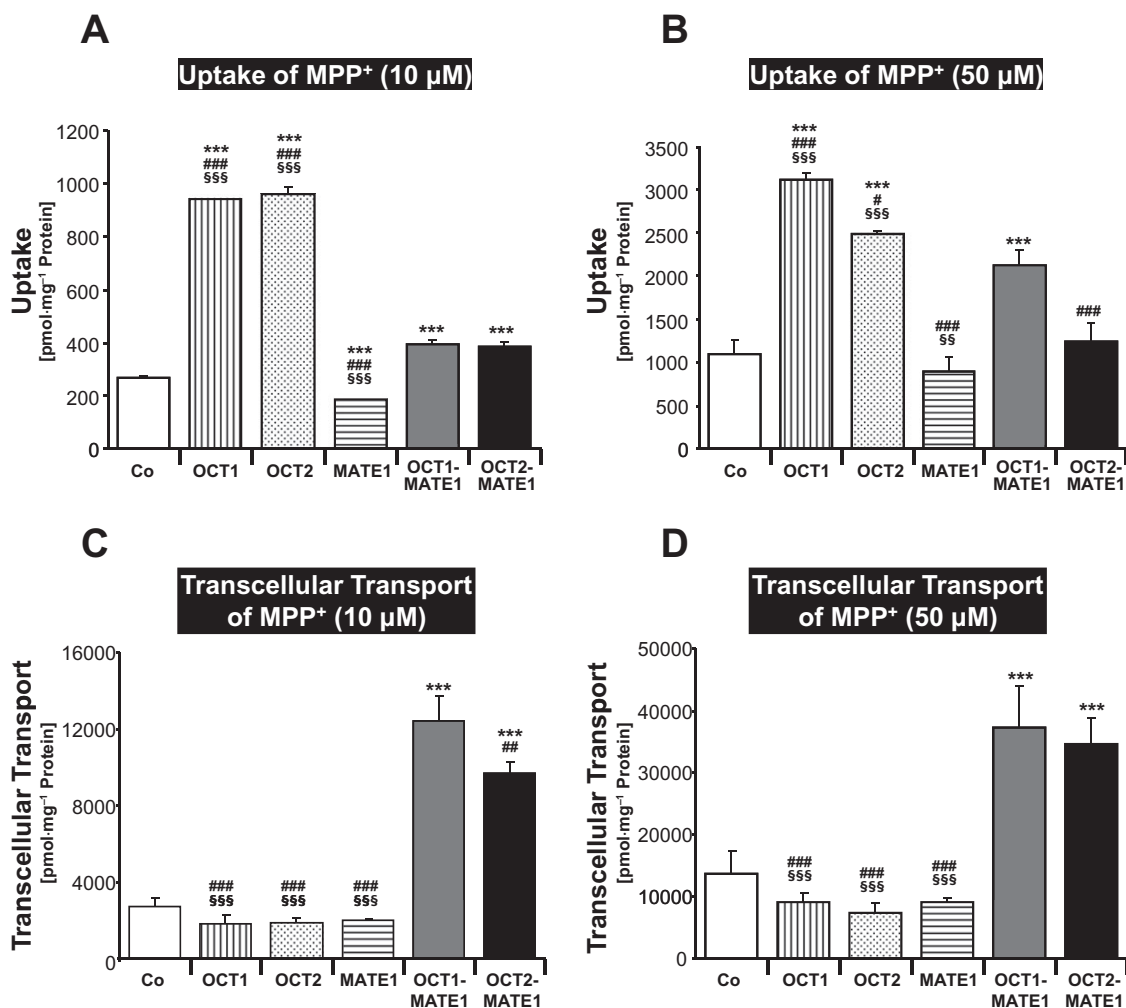 A
Uptake of MPP⁺ (10 µM)
Uptake
[pmol·mg⁻¹ Protein]
1200
1000
800
600
400
200
0
***
###
§§§
***
###
§§§
***
###
§§§
***
***
Co
OCT1
OCT2
MATE1
OCT1-
MATE1
OCT2-
MATE1
B
Uptake of MPP⁺ (50 µM)
Uptake
[pmol·mg⁻¹ Protein]
3500
3000
2500
2000
1500
1000
500
0
***
###
§§§
***
#
§§§
###
§§
***
###
Co
OCT1
OCT2
MATE1
OCT1-
MATE1
OCT2-
MATE1
C
Transcellular Transport
of MPP⁺ (10 µM)
Transcellular Transport
[pmol·mg⁻¹ Protein]
16000
12000
8000
4000
0
###
§§§
###
§§§
###
§§§
***
***
##
Co
OCT1
OCT2
MATE1
OCT1-
MATE1
OCT2-
MATE1
D
Transcellular Transport
of MPP⁺ (50 µM)
Transcellular Transport
[pmol·mg⁻¹ Protein]
50000
40000
30000
20000
10000
0
###
§§§
###
§§§
###
§§§
***
***
Co
OCT1
OCT2
MATE1
OCT1-
MATE1
OCT2-
MATE1